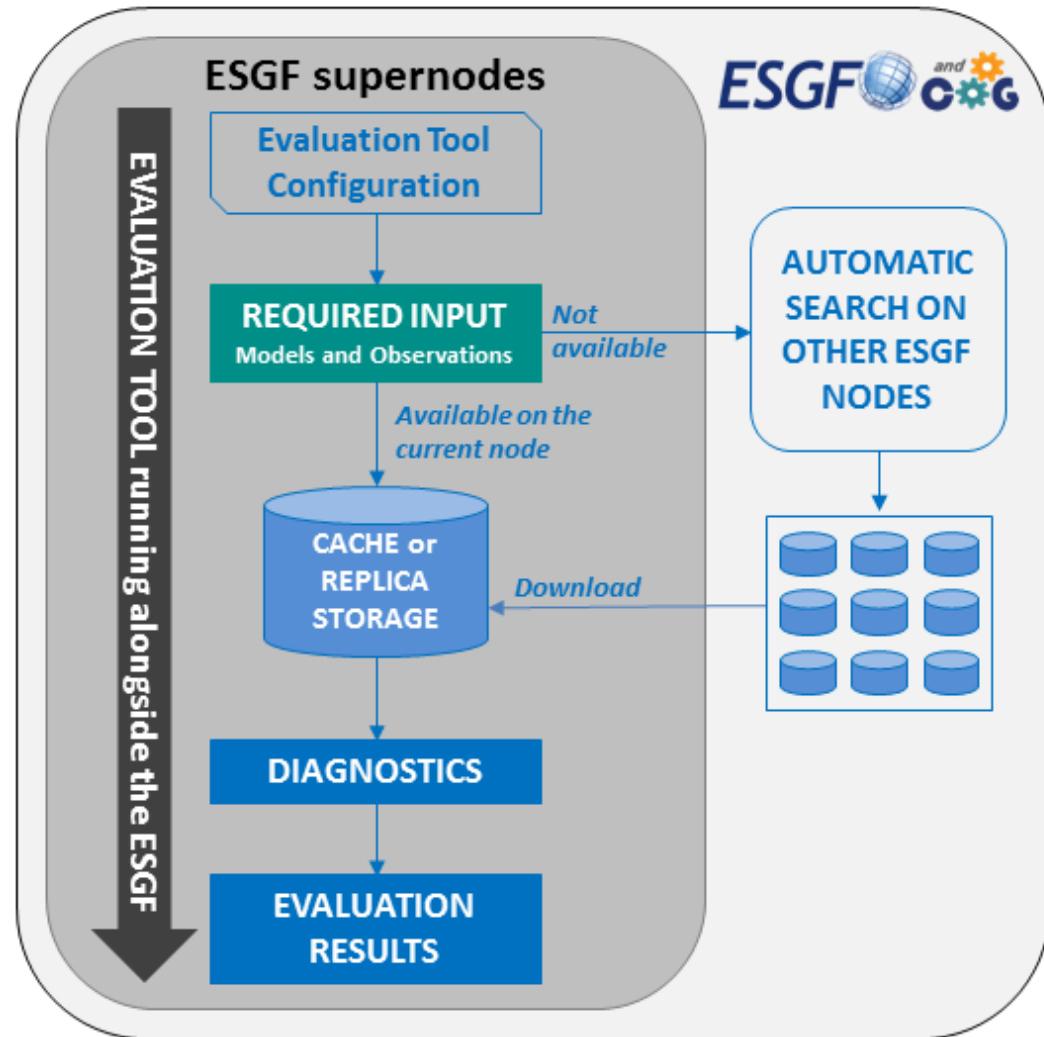 ESGF supernodes
ESGF and COG
EVALUATION TOOL running alongside the ESGF
Evaluation Tool
Configuration
REQUIRED INPUT
Models and Observations
Not
available
AUTOMATIC
SEARCH ON
OTHER ESGF
NODES
Available on the
current node
CACHE or
REPLICA
STORAGE
Download
DIAGNOSTICS
EVALUATION
RESULTS